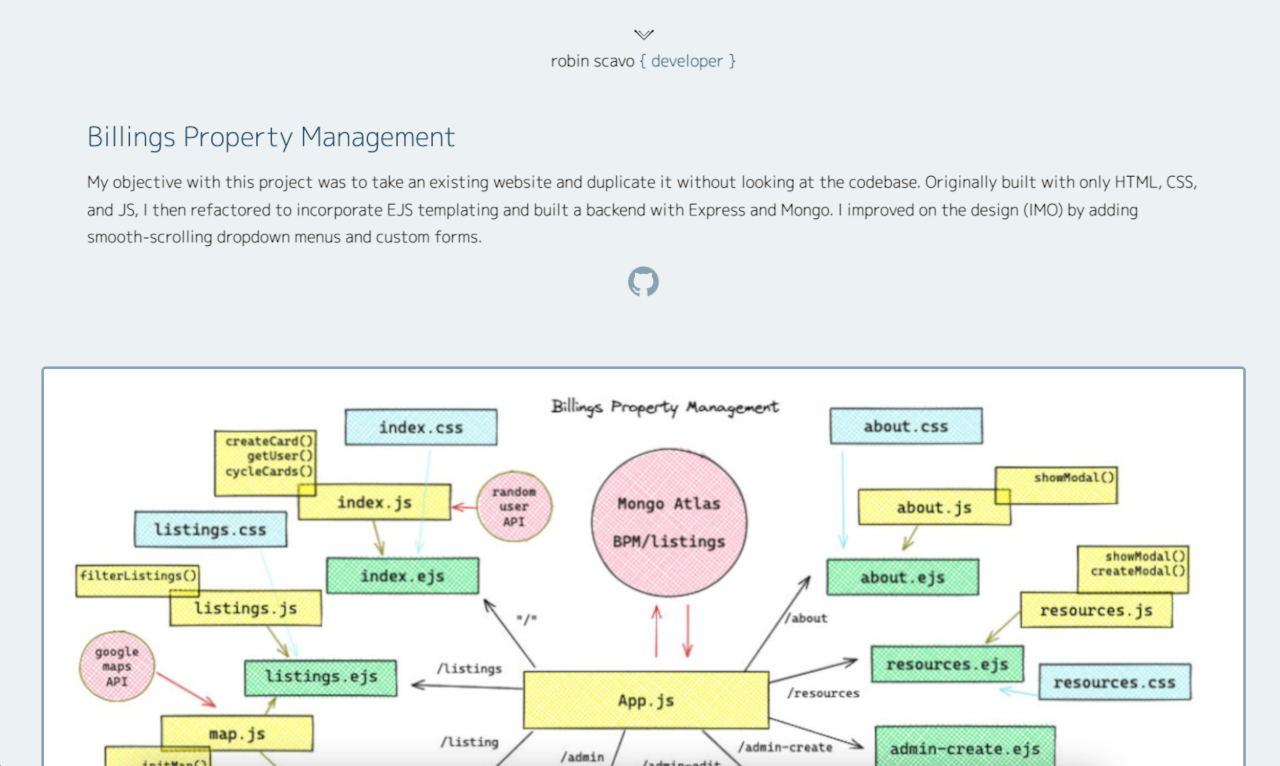 robin scavo { developer }
Billings Property Management
My objective with this project was to take an existing website and duplicate it without looking at the codebase. Originally built with only HTML, CSS,
and JS, I then refactored to incorporate EJS templating and built a backend with Express and Mongo. I improved on the design (IMO) by adding
smooth-scrolling dropdown menus and custom forms.
Billings Property Management
index.css
about.css
createCard()
getUser()
cycleCards()
index.js
random
user
API
Mongo Atlas
BPM/listings
showModal()
about.js
listings.css
index.ejs
about.ejs
showModal()
createModal()
filterListings()
listings.js
resources.js
"/"
/about
google
maps
API
listings.ejs
/listings
resources.ejs
resources.css
/resources
App.js
map.js
/listing
/admin
/admin-edit
/admin-create
admin-create.ejs
initMap()